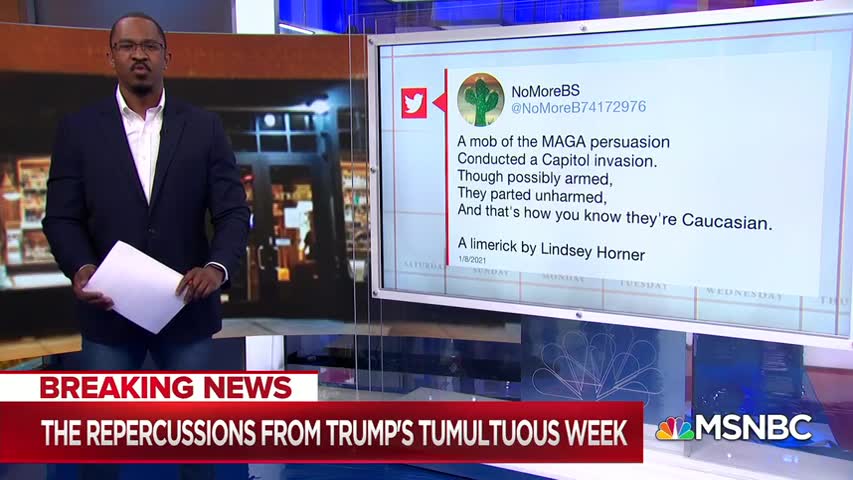 NoMoreBS
@NoMoreB74172976
A mob of the MAGA persuasion
Conducted a Capitol invasion.
Though possibly armed,
They parted unharmed,
And that's how you know they're Caucasian.
A limerick by Lindsey Horner
1/8/2021
SATURDAY SUNDAY MONDAY TUESDAY WEDNESDAY THU
BREAKING NEWS
THE REPERCUSSIONS FROM TRUMP'S TUMULTUOUS WEEK
MSNBC